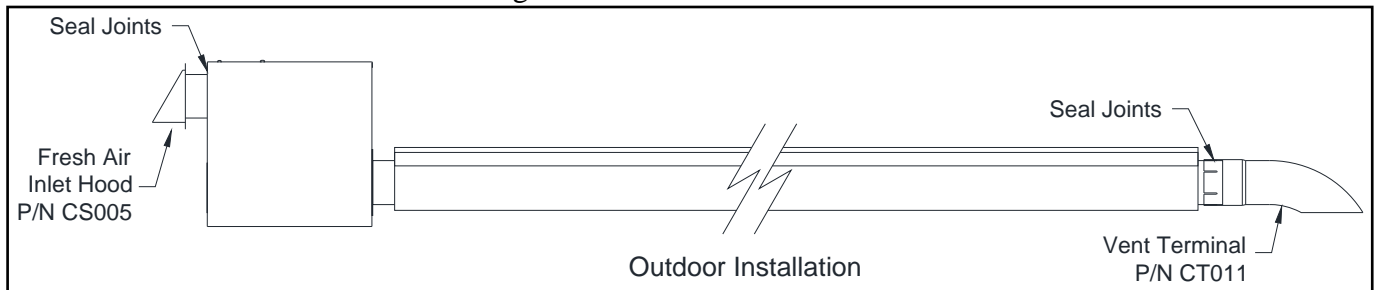 Seal Joints
Fresh Air
Inlet Hood
P/N CS005
Seal Joints
Vent Terminal
P/N CT011
Outdoor Installation